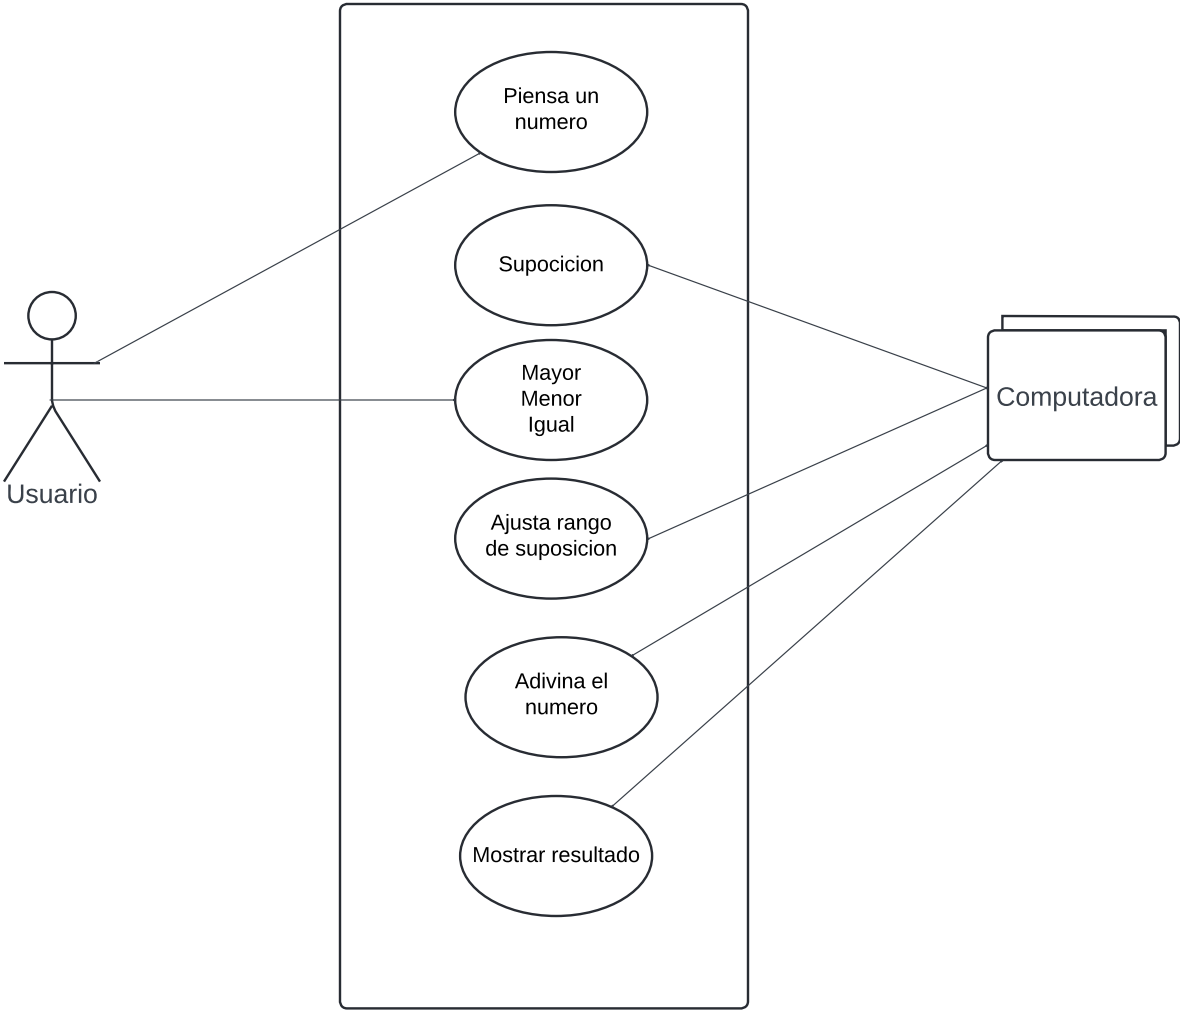 Piensa un
numero
Supocicion
Mayor
Menor
Igual
Computadora
Usuario
Ajusta rango
de suposicion
Adivina el
numero
Mostrar resultado